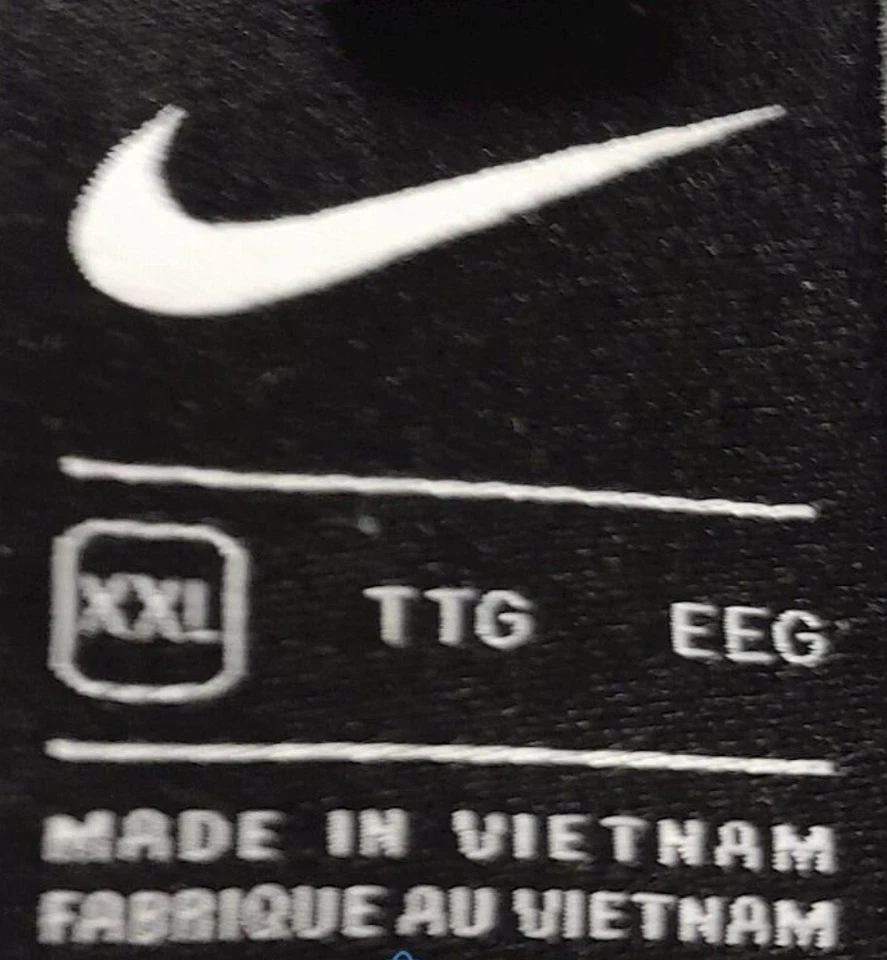 XXL TTG EEG
MADE IN VIETNAM
FABRIQUE AU VIETNAM